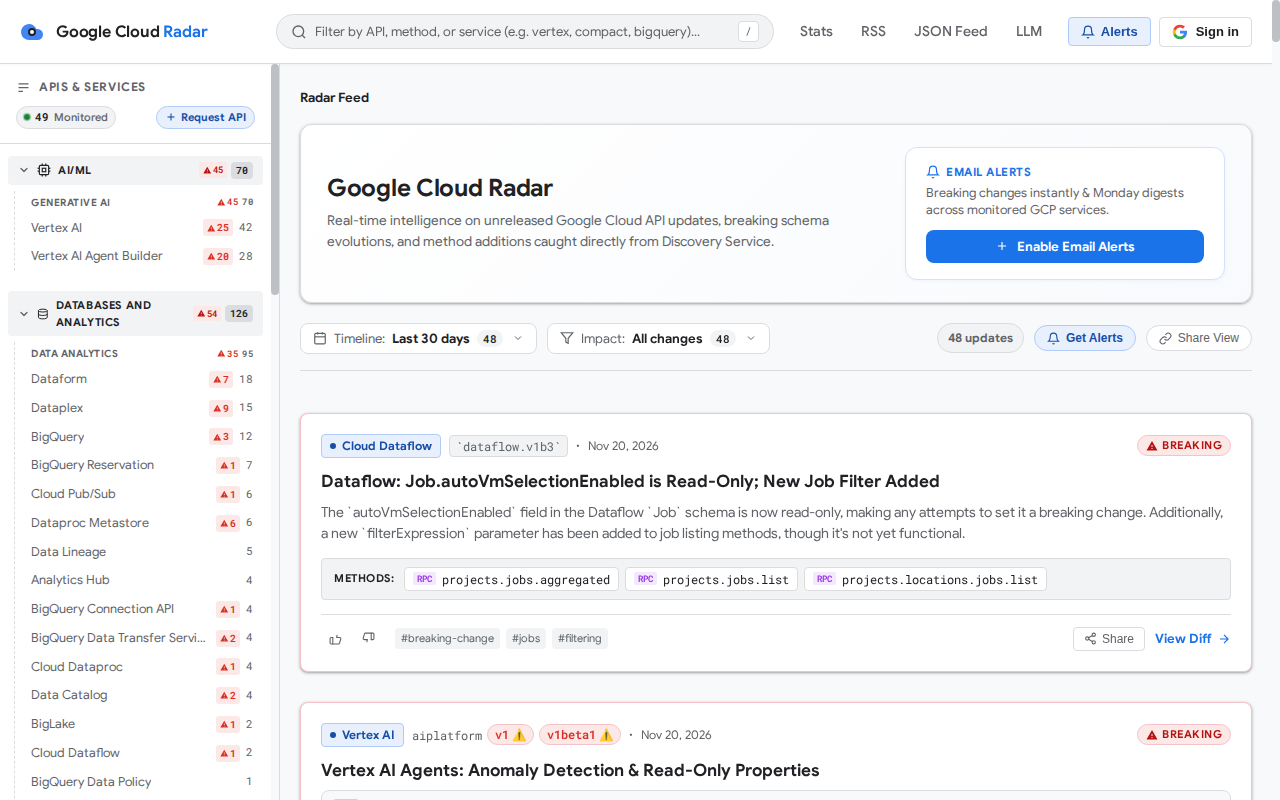 Google Cloud Radar
Filter by API, method, or service (e.g. vertex, compact, bigquery)...
/
Stats
RSS
JSON Feed
LLM
Alerts
Sign in
APIS & SERVICES
49 Monitored
+ Request API
AI/ML
45
70
GENERATIVE AI
45 70
Vertex AI
25
42
Vertex AI Agent Builder
20
28
DATABASES AND
ANALYTICS
54
126
DATA ANALYTICS
35 95
Dataform
7
18
Dataplex
9
15
BigQuery
3
12
BigQuery Reservation
1
7
Cloud Pub/Sub
1
6
Dataproc Metastore
6
6
Data Lineage
5
Analytics Hub
4
BigQuery Connection API
1
4
BigQuery Data Transfer Servi...
2
4
Cloud Dataproc
1
4
Data Catalog
2
4
BigLake
1
2
Cloud Dataflow
1
2
BigQuery Data Policy
1
Radar Feed
Google Cloud Radar
Real-time intelligence on unreleased Google Cloud API updates, breaking schema
evolutions, and method additions caught directly from Discovery Service.
EMAIL ALERTS
Breaking changes instantly & Monday digests
across monitored GCP services.
+ Enable Email Alerts
Timeline: Last 30 days 48
Impact: All changes 48
48 updates
Get Alerts
Share View
Cloud Dataflow
`dataflow.v1b3`
· Nov 20, 2026
BREAKING
Dataflow: Job.autoVmSelectionEnabled is Read-Only; New Job Filter Added
The `autoVmSelectionEnabled` field in the Dataflow `Job` schema is now read-only, making any attempts to set it a breaking change. Additionally,
a new `filterExpression` parameter has been added to job listing methods, though it's not yet functional.
METHODS:
RPC projects.jobs.aggregated
RPC projects.jobs.list
RPC projects.locations.jobs.list
#breaking-change
#jobs
#filtering
Share
View Diff →
Vertex AI
aiplatform
v1 ⚠️
v1beta1 ⚠️
· Nov 20, 2026
BREAKING
Vertex AI Agents: Anomaly Detection & Read-Only Properties